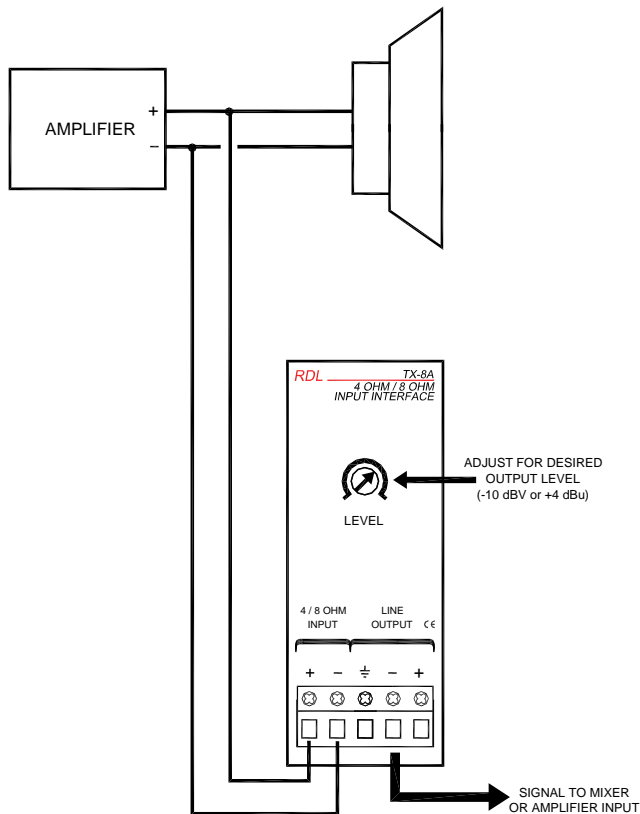 AMPLIFIER
+
−
RDL TX-8A
4 OHM / 8 OHM
INPUT INTERFACE
LEVEL
ADJUST FOR DESIRED
OUTPUT LEVEL
(-10 dBV or +4 dBu)
4 / 8 OHM
INPUT
LINE
OUTPUT CE
+ − ⏚ − +
SIGNAL TO MIXER
OR AMPLIFIER INPUT